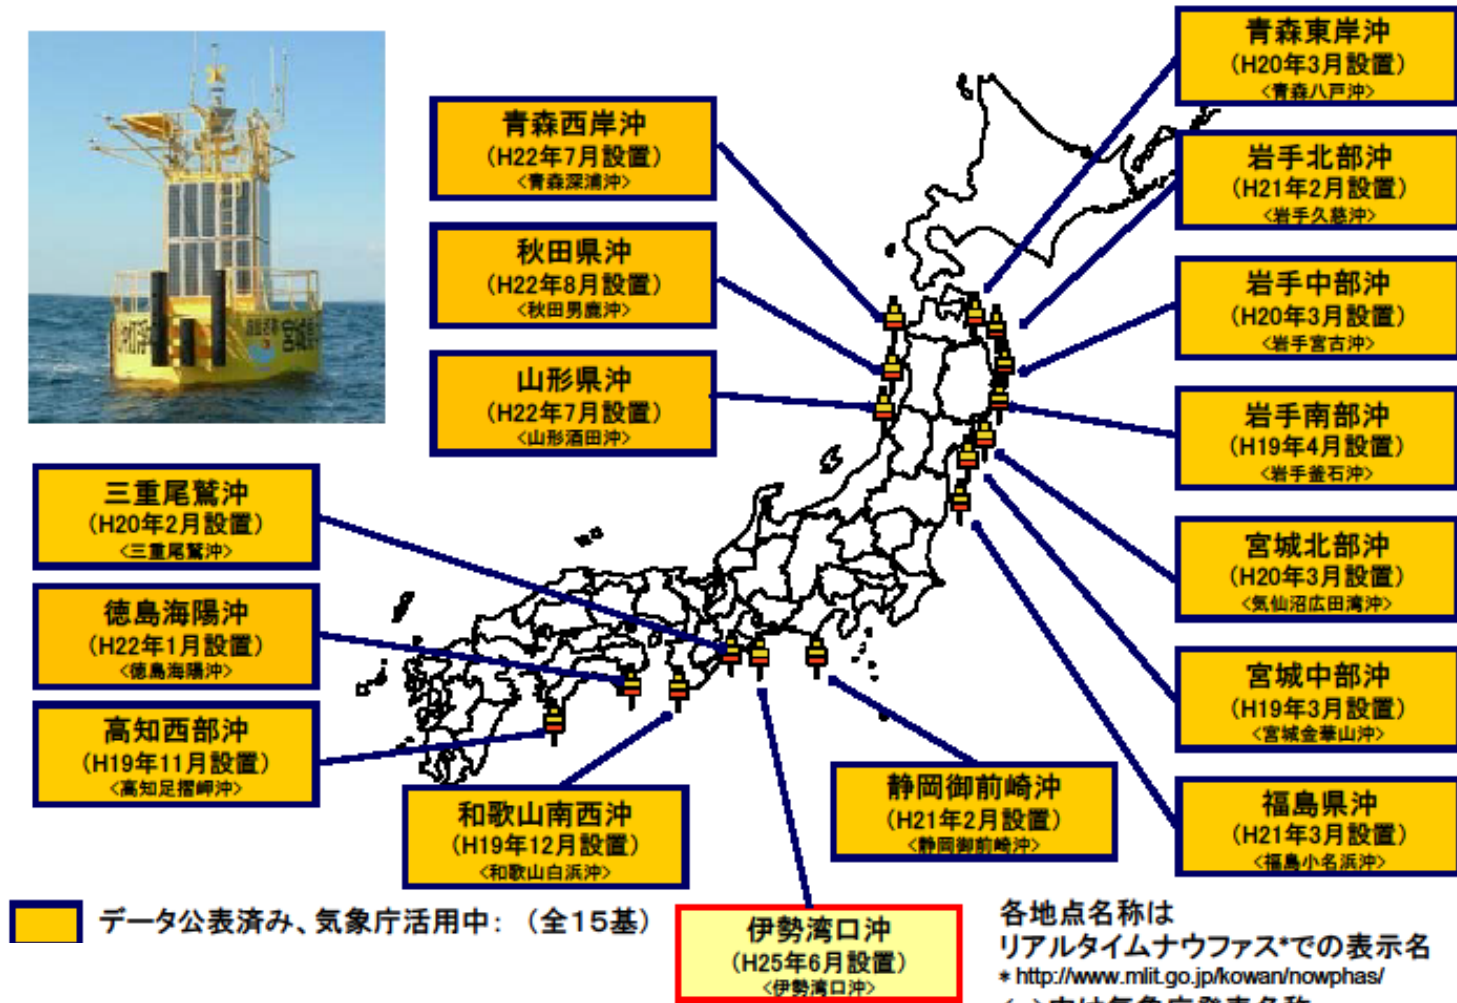 青森東岸沖
(H20年3月設置)
<青森八戸沖>
青森西岸沖
(H22年7月設置)
<青森深浦沖>
岩手北部沖
(H21年2月設置)
<岩手久慈沖>
秋田県沖
(H22年8月設置)
<秋田男鹿沖>
岩手中部沖
(H20年3月設置)
<岩手宮古沖>
山形県沖
(H22年7月設置)
<山形酒田沖>
岩手南部沖
(H19年4月設置)
<岩手釜石沖>
三重尾鷲沖
(H20年2月設置)
<三重尾鷲沖>
宮城北部沖
(H20年3月設置)
<気仙沼広田湾沖>
徳島海陽沖
(H22年1月設置)
<徳島海陽沖>
宮城中部沖
(H19年3月設置)
<宮城金華山沖>
高知西部沖
(H19年11月設置)
<高知足摺岬沖>
和歌山南西沖
(H19年12月設置)
<和歌山白浜沖>
静岡御前崎沖
(H21年2月設置)
<静岡御前崎沖>
福島県沖
(H21年3月設置)
<福島小名浜沖>
データ公表済み、気象庁活用中：(全15基)
伊勢湾口沖
(H25年6月設置)
<伊勢湾口沖>
各地点名称は
リアルタイムナウファス*での表示名
* http://www.mlit.go.jp/kowan/nowphas/